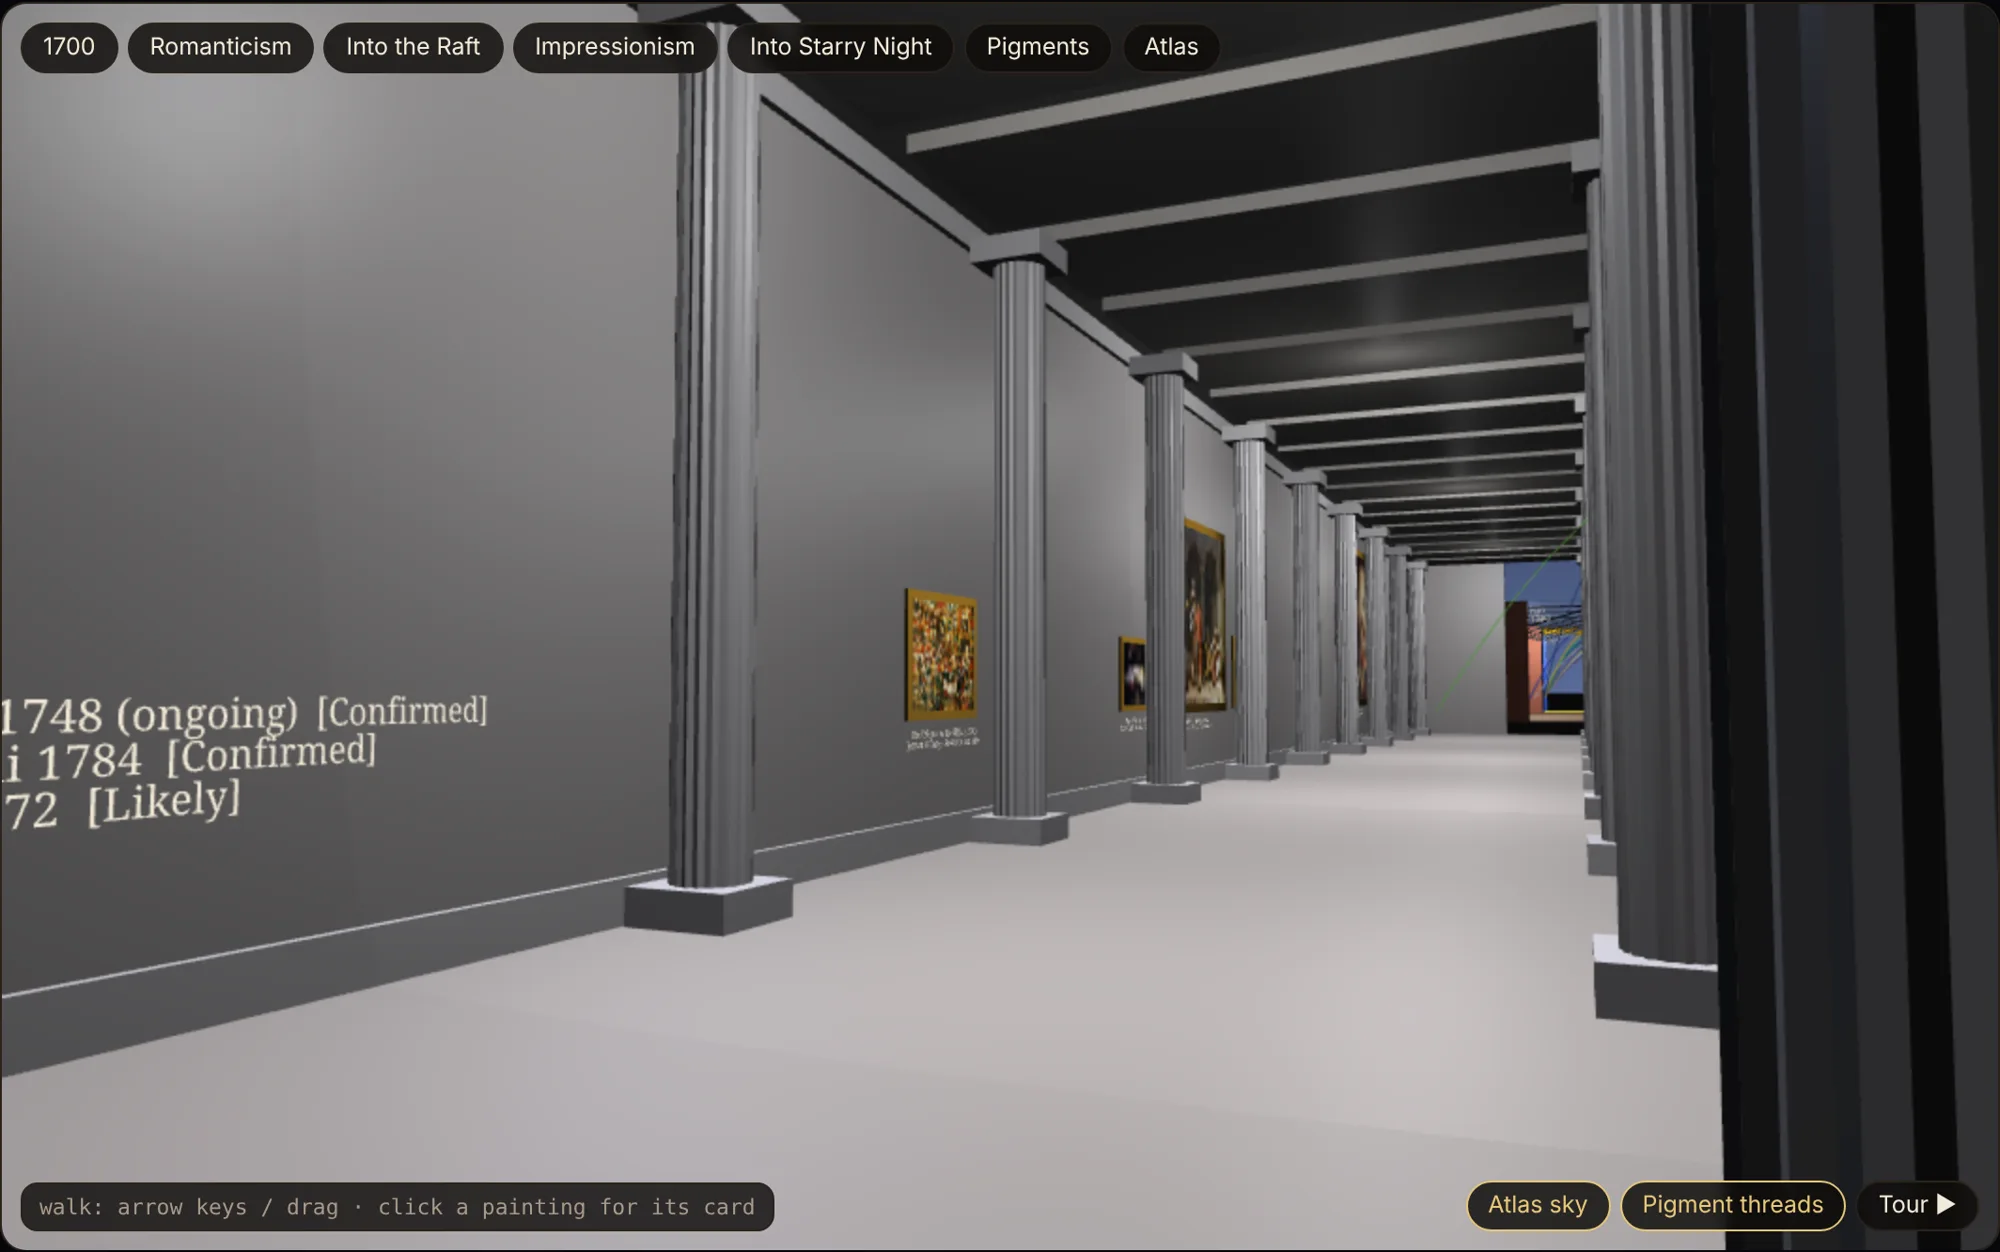 1700
Romanticism
Into the Raft
Impressionism
Into Starry Night
Pigments
Atlas
1748 (ongoing) [Confirmed]
i 1784 [Confirmed]
72 [Likely]
walk: arrow keys / drag · click a painting for its card
Atlas sky
Pigment threads
Tour ▶